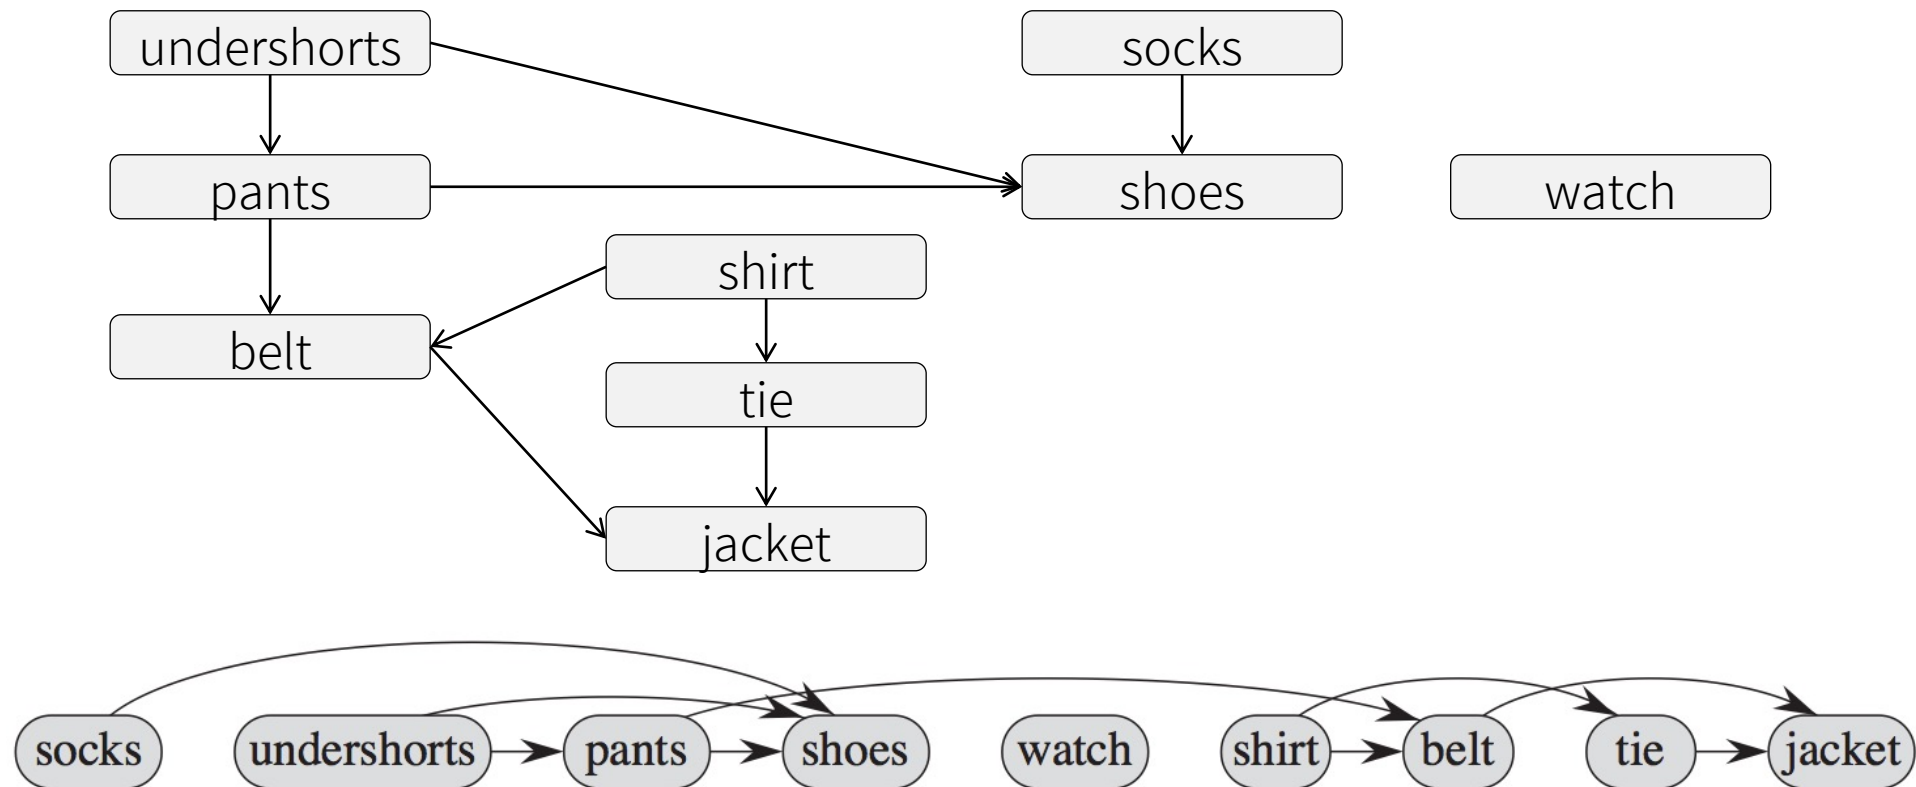 undershorts
socks
pants
shoes
watch
shirt
belt
tie
jacket
socks undershorts pants shoes watch shirt belt tie jacket